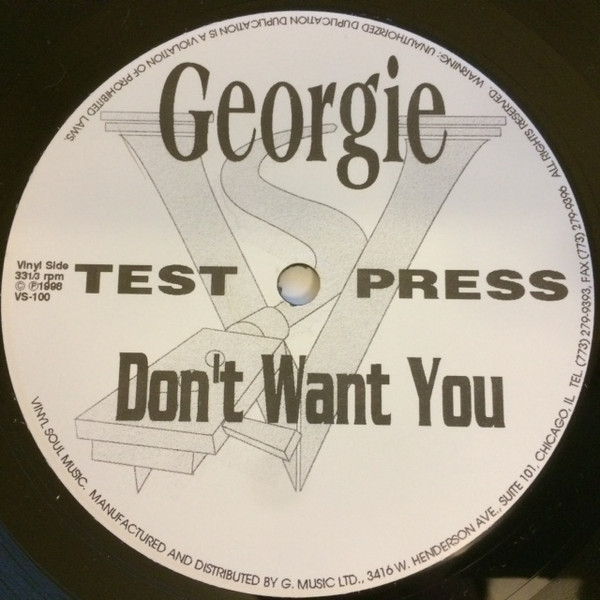 Georgie
Vinyl Side
33 1/3 rpm
© ℗1998
VS-100
TEST PRESS
Don't Want You
VINYL SOUL MUSIC. MANUFACTURED AND DISTRIBUTED BY G. MUSIC LTD., 3416 W. HENDERSON AVE., SUITE 101, CHICAGO, IL TEL (773) 279-9393, FAX (773) 279-9396 ALL RIGHTS RESERVED. WARNING: UNAUTHORIZED DUPLICATION DUPLICATION IS A VIOLATION OF PROHIBITED LAWS.